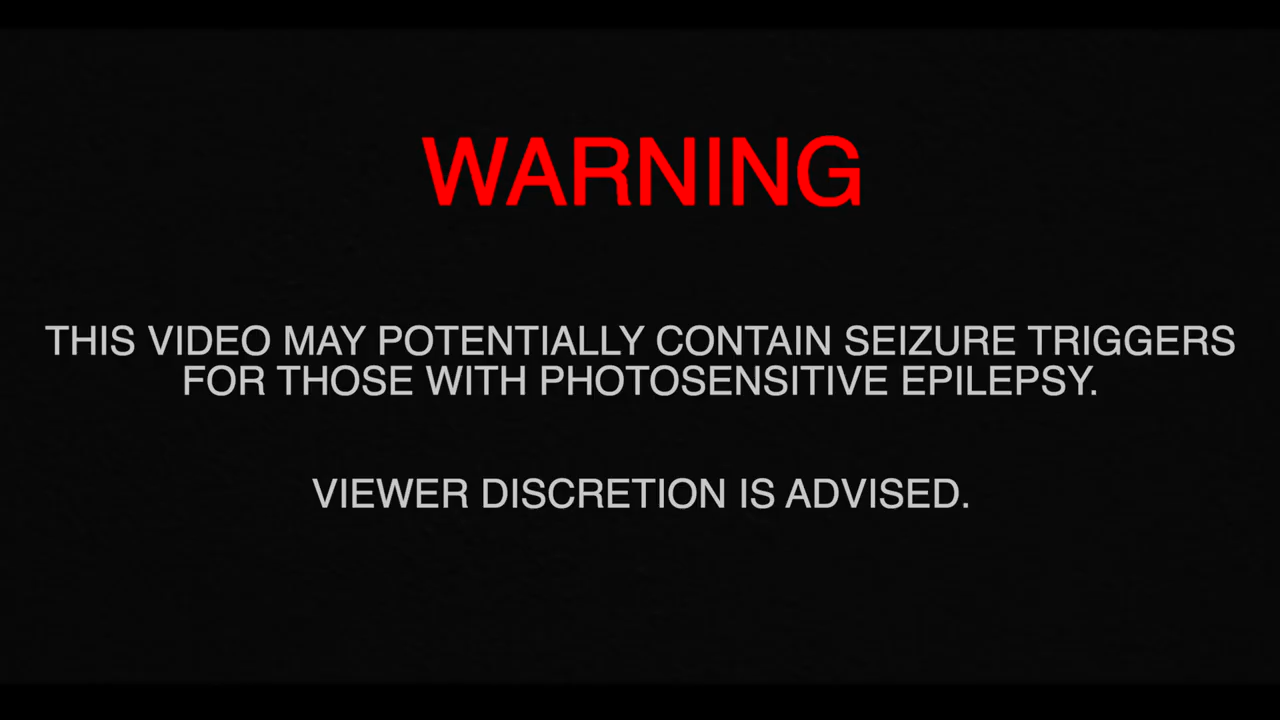 WARNING
THIS VIDEO MAY POTENTIALLY CONTAIN SEIZURE TRIGGERS
FOR THOSE WITH PHOTOSENSITIVE EPILEPSY.
VIEWER DISCRETION IS ADVISED.